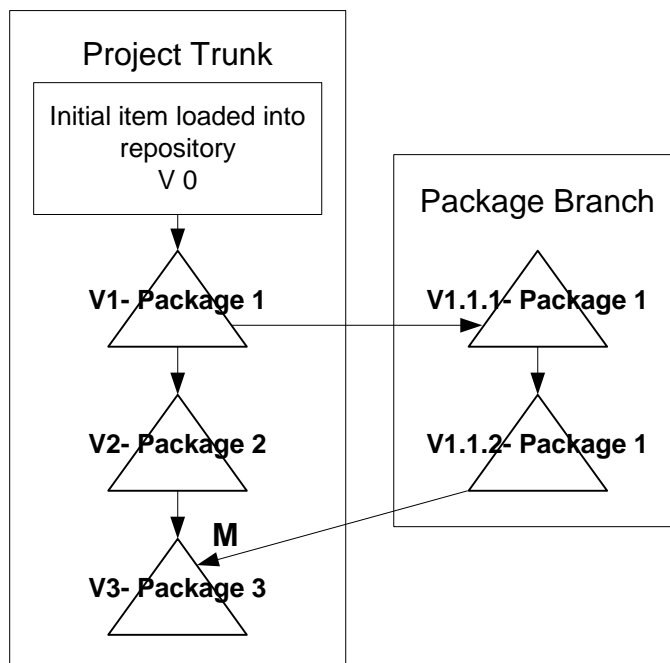 Project Trunk
Initial item loaded into
repository
V 0
Package Branch
V1- Package 1
V1.1.1- Package 1
V2- Package 2
V1.1.2- Package 1
M
V3- Package 3